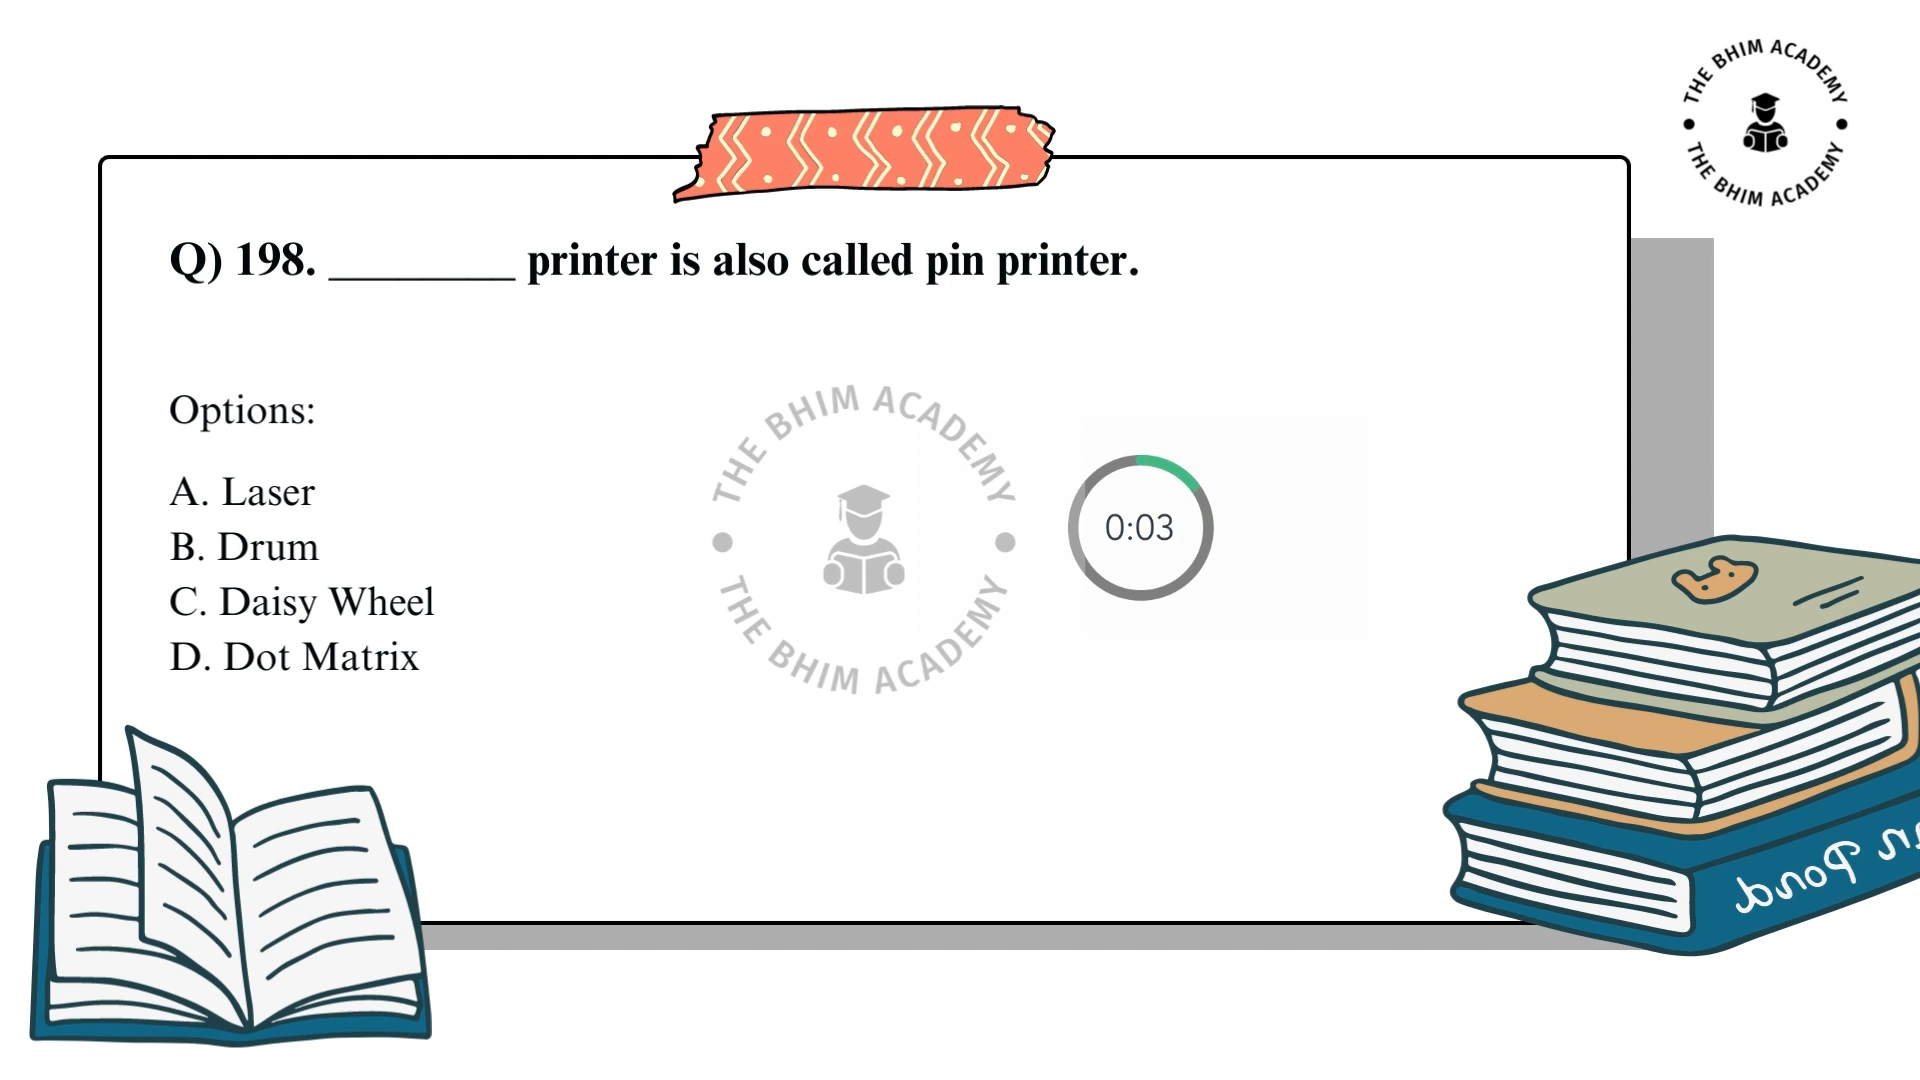 THE BHIM ACADEMY
THE BHIM ACADEMY
Q) 198. ________ printer is also called pin printer.
Options:
A. Laser
B. Drum
C. Daisy Wheel
D. Dot Matrix
THE BHIM ACADEMY
THE BHIM ACADEMY
0:03
Pond